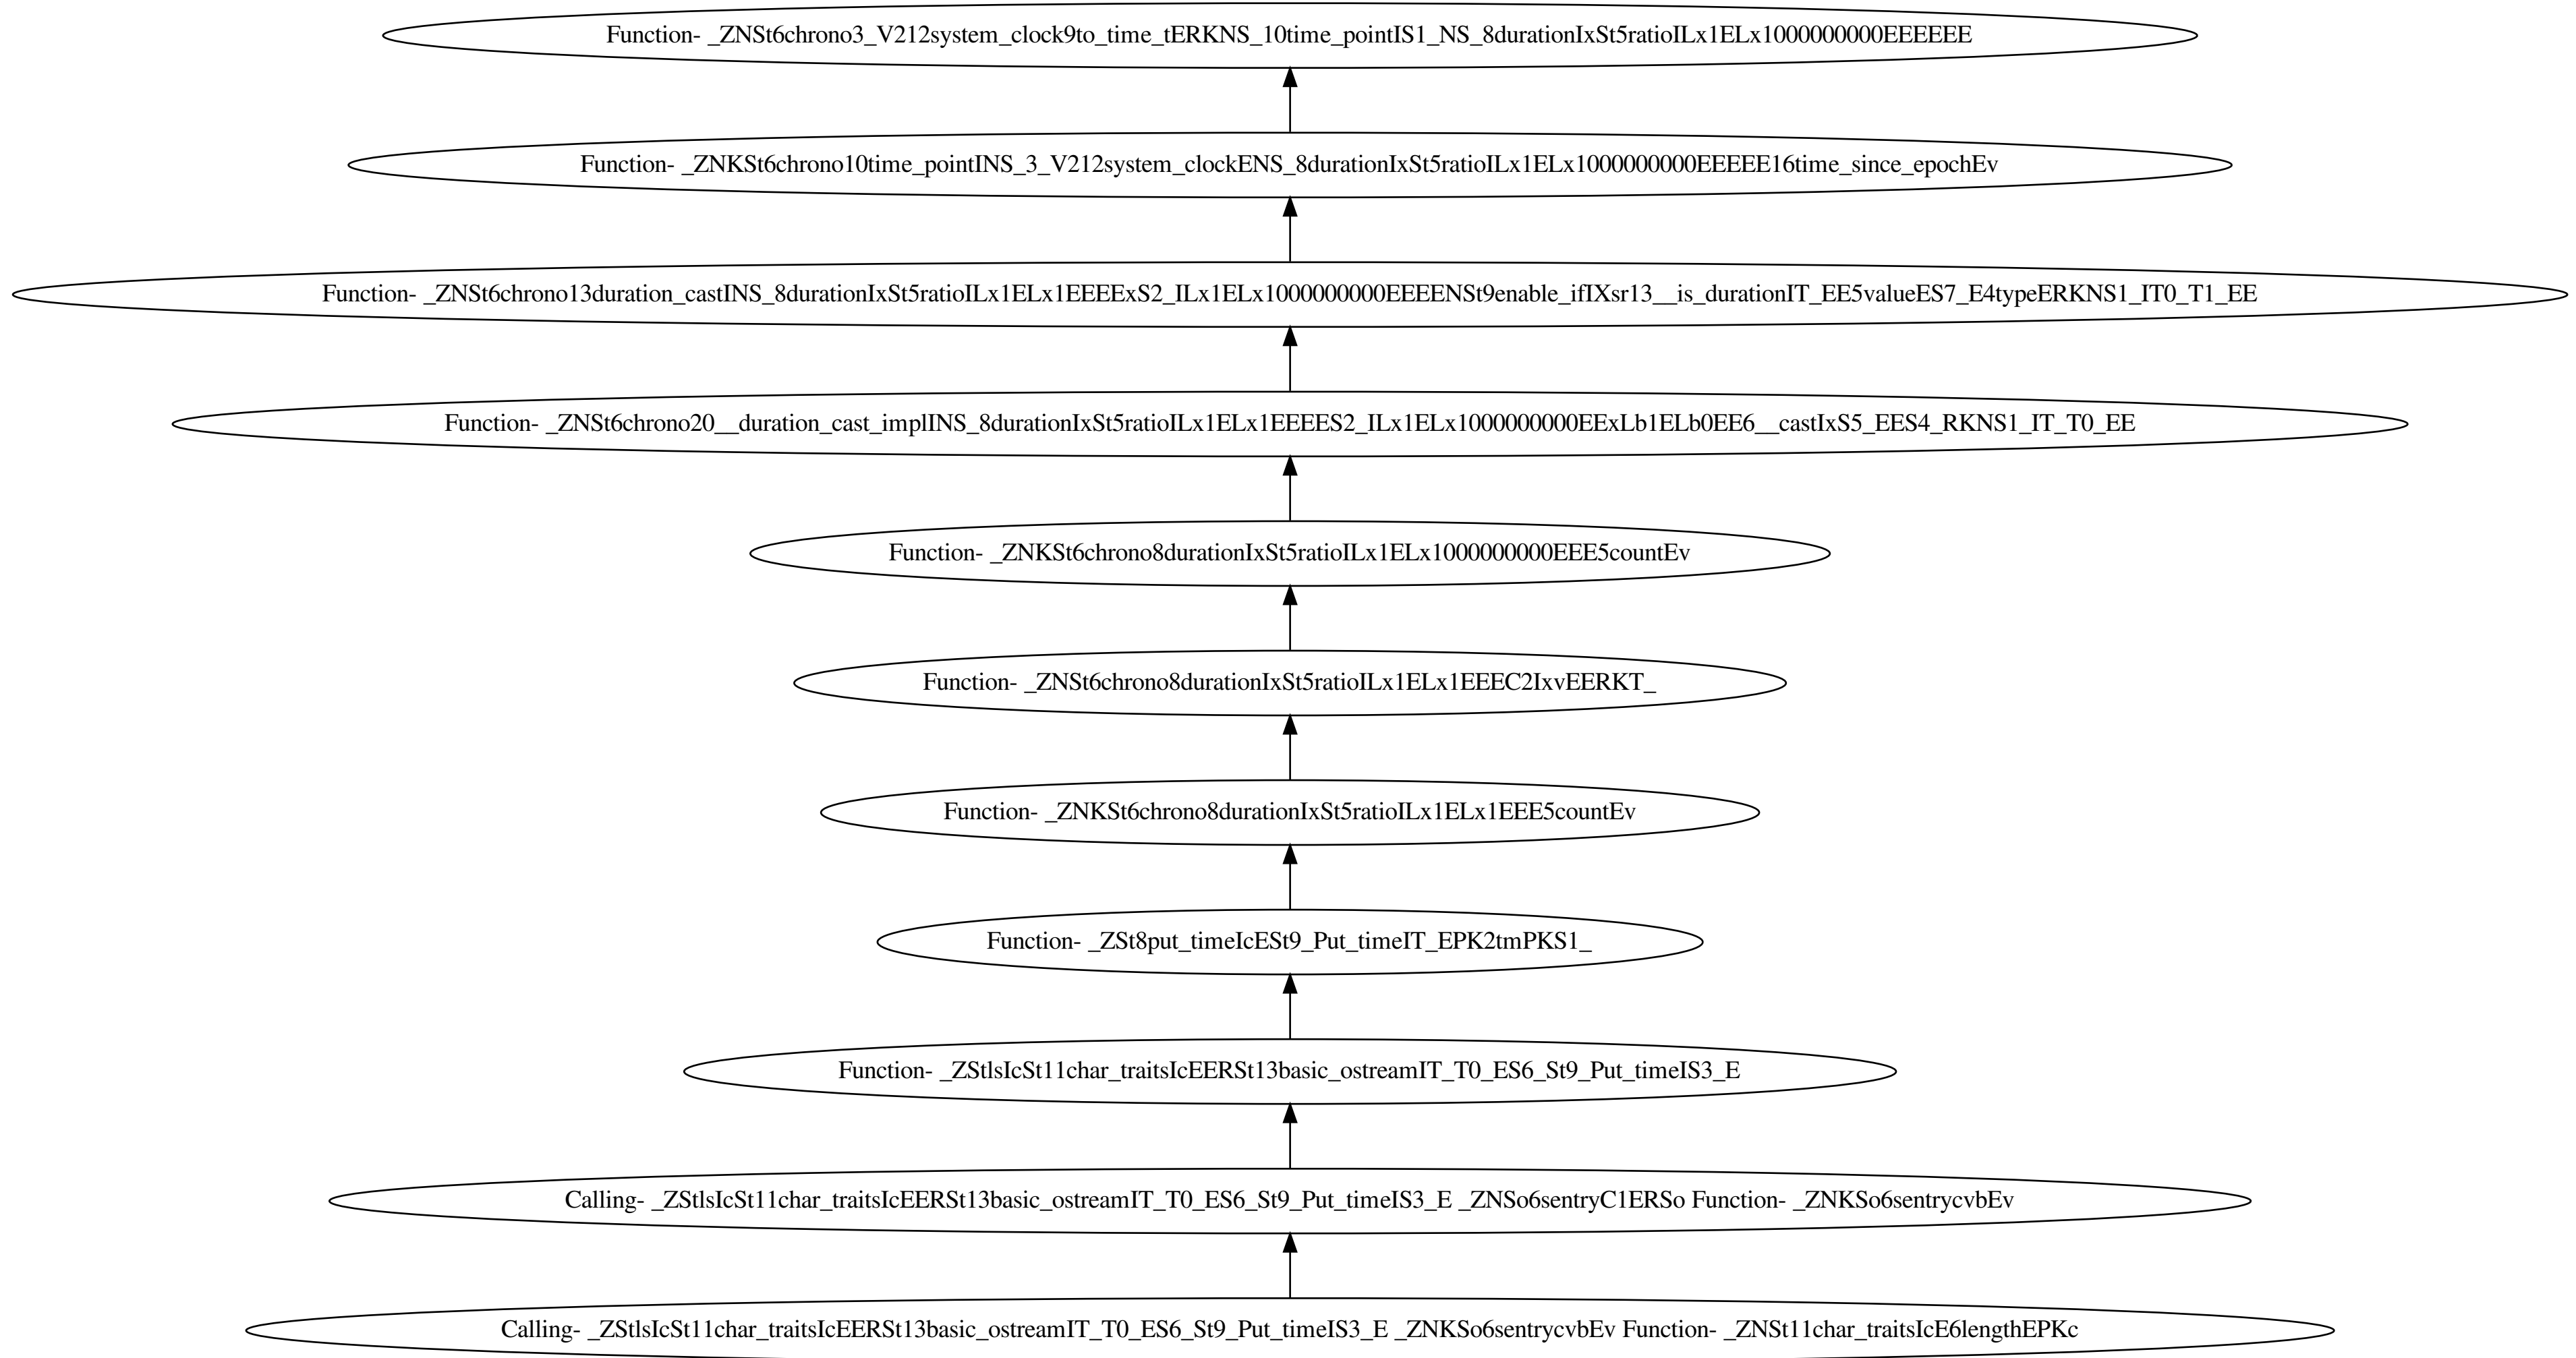 Function- _ZNSt6chrono3_V212system_clock9to_time_tERKNS_10time_pointIS1_NS_8durationIxSt5ratioILx1ELx1000000000EEEEEE
Function- _ZNKSt6chrono10time_pointINS_3_V212system_clockENS_8durationIxSt5ratioILx1ELx1000000000EEEEE16time_since_epochEv
Function- _ZNSt6chrono13duration_castINS_8durationIxSt5ratioILx1ELx1EEEExS2_ILx1ELx1000000000EEEENSt9enable_ifIXsr13__is_durationIT_EE5valueES7_E4typeERKNS1_IT0_T1_EE
Function- _ZNSt6chrono20__duration_cast_implINS_8durationIxSt5ratioILx1ELx1EEEES2_ILx1ELx1000000000EExLb1ELb0EE6__castIxS5_EES4_RKNS1_IT_T0_EE
Function- _ZNKSt6chrono8durationIxSt5ratioILx1ELx1000000000EEE5countEv
Function- _ZNSt6chrono8durationIxSt5ratioILx1ELx1EEEC2IxvEERKT_
Function- _ZNKSt6chrono8durationIxSt5ratioILx1ELx1EEE5countEv
Function- _ZSt8put_timeIcESt9_Put_timeIT_EPK2tmPKS1_
Function- _ZStlsIcSt11char_traitsIcEERSt13basic_ostreamIT_T0_ES6_St9_Put_timeIS3_E
Calling- _ZStlsIcSt11char_traitsIcEERSt13basic_ostreamIT_T0_ES6_St9_Put_timeIS3_E _ZNSo6sentryC1ERSo Function- _ZNKSo6sentrycvbEv
Calling- _ZStlsIcSt11char_traitsIcEERSt13basic_ostreamIT_T0_ES6_St9_Put_timeIS3_E _ZNKSo6sentrycvbEv Function- _ZNSt11char_traitsIcE6lengthEPKc